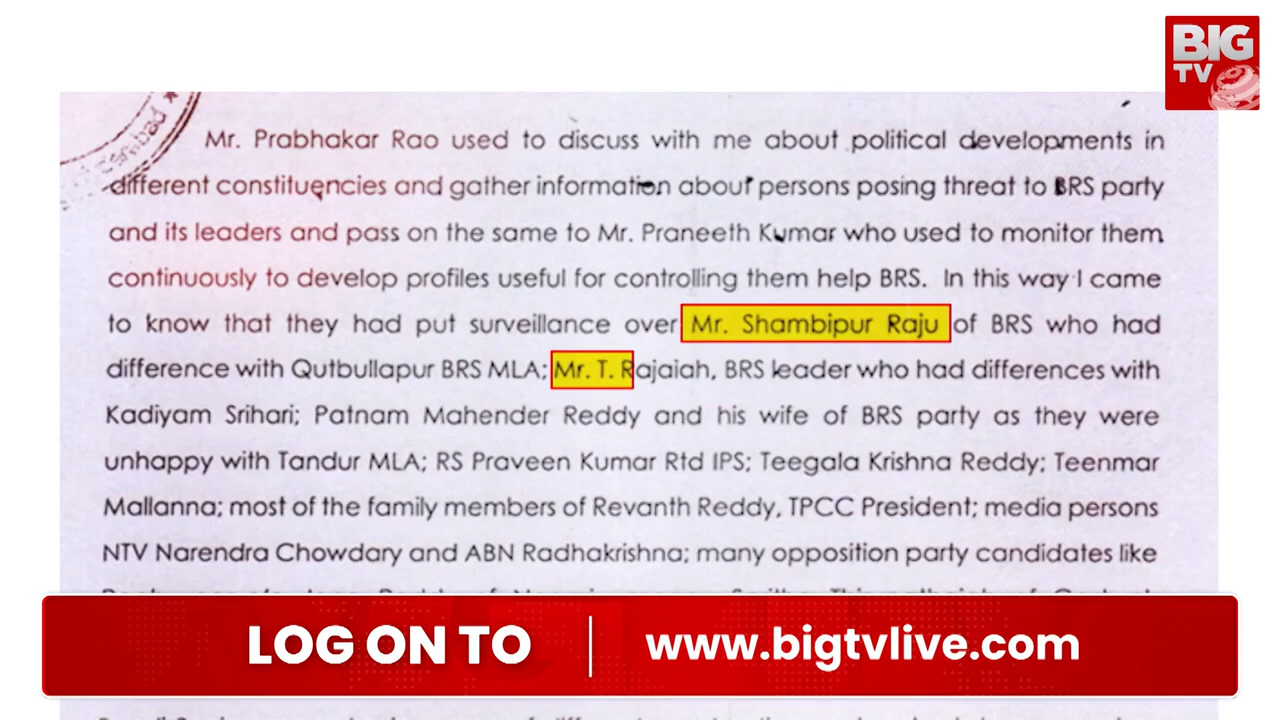 BIG
TV
Mr. Prabhakar Rao used to discuss with me about political developments in
different constituencies and gather information about persons posing threat to BRS party
and its leaders and pass on the same to Mr. Praneeth Kumar who used to monitor them
continuously to develop profiles useful for controlling them help BRS. In this way I came
to know that they had put surveillance over Mr. Shambipur Raju of BRS who had
difference with Qutbullapur BRS MLA; Mr. T. Rajaiah, BRS leader who had differences with
Kadiyam Srihari; Patnam Mahender Reddy and his wife of BRS party as they were
unhappy with Tandur MLA; RS Praveen Kumar Rtd IPS; Teegala Krishna Reddy; Teenmar
Mallanna; most of the family members of Revanth Reddy, TPCC President; media persons
NTV Narendra Chowdary and ABN Radhakrishna; many opposition party candidates like
LOG ON TO
www.bigtvlive.com